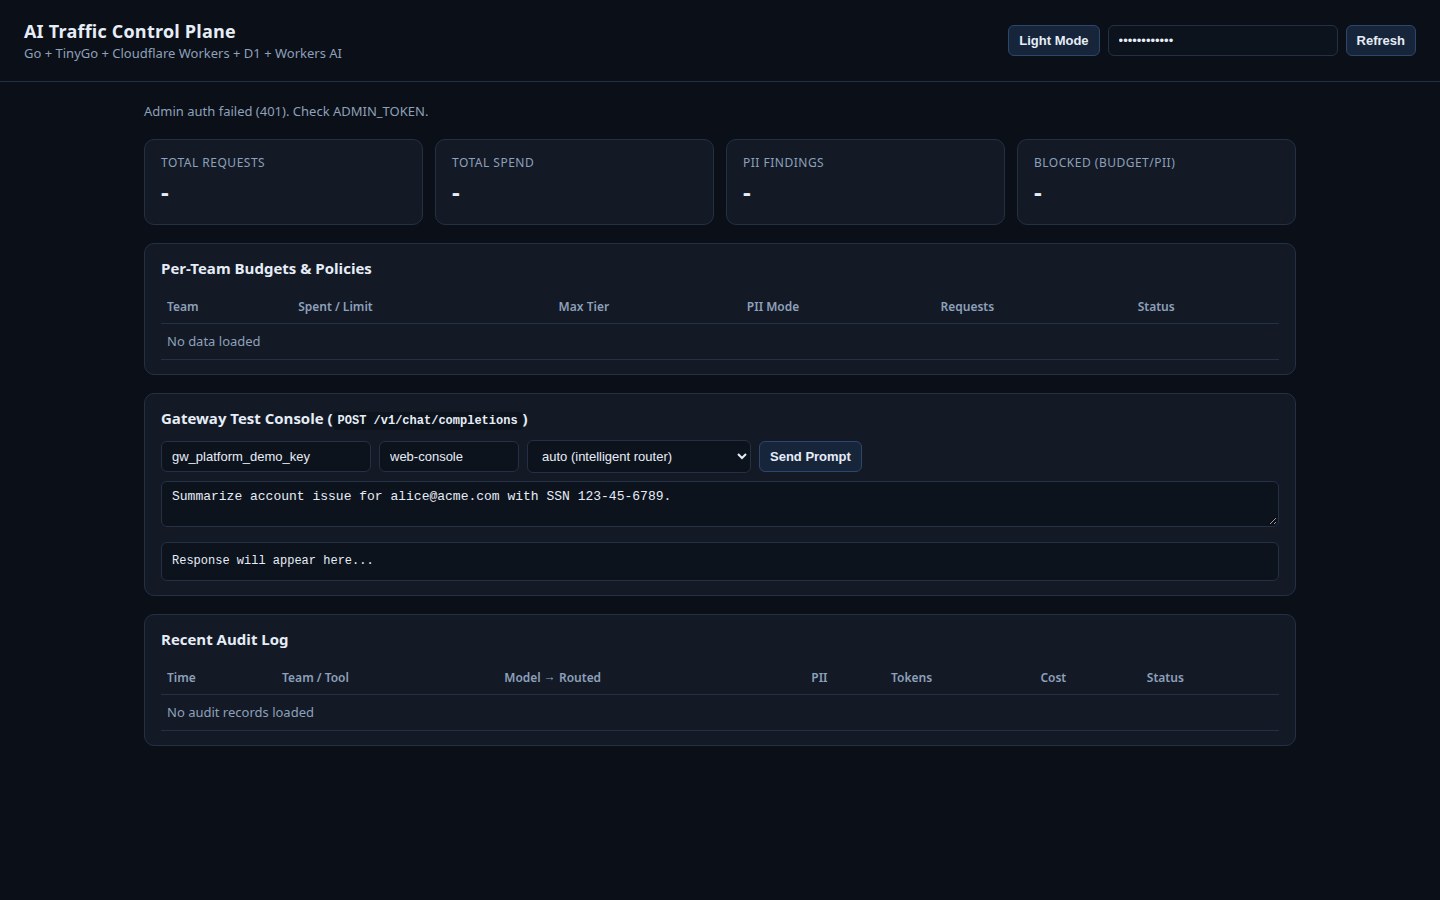 AI Traffic Control Plane
Go + TinyGo + Cloudflare Workers + D1 + Workers AI
Light Mode
••••••••••••
Refresh
Admin auth failed (401). Check ADMIN_TOKEN.
TOTAL REQUESTS
-
TOTAL SPEND
-
PII FINDINGS
-
BLOCKED (BUDGET/PII)
-
Per-Team Budgets & Policies
Team Spent / Limit Max Tier PII Mode Requests Status
No data loaded
Gateway Test Console ( POST /v1/chat/completions )
gw_platform_demo_key web-console auto (intelligent router) Send Prompt
Summarize account issue for alice@acme.com with SSN 123-45-6789.
Response will appear here...
Recent Audit Log
Time Team / Tool Model → Routed PII Tokens Cost Status
No audit records loaded